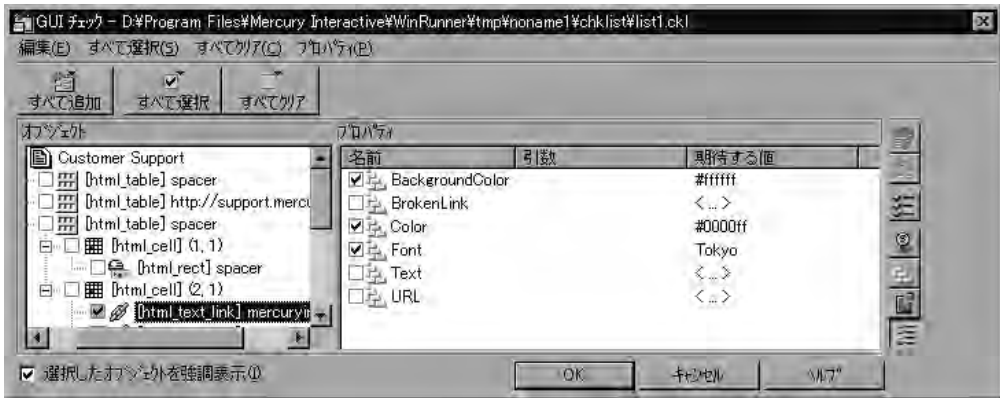 GUI チェック - D:¥Program Files¥Mercury Interactive¥WinRunner¥tmp¥noname1¥chklist¥list1.ckl
編集(E) すべて選択(S) すべてクリア(C) プロパティ(P)
すべて追加 すべて選択 すべてクリア
オブジェクト
Customer Support
[html_table] spacer
[html_table] http://support.mercu
[html_table] spacer
[html_cell] (1, 1)
[html_rect] spacer
[html_cell] (2, 1)
[html_text_link] mercuryin
プロパティ
名前 引数 期待する値
BackgroundColor #ffffff
BrokenLink < ... >
Color #0000ff
Font Tokyo
Text < ... >
URL < ... >
選択したオブジェクトを強調表示(I)
OK キャンセル ヘルプ